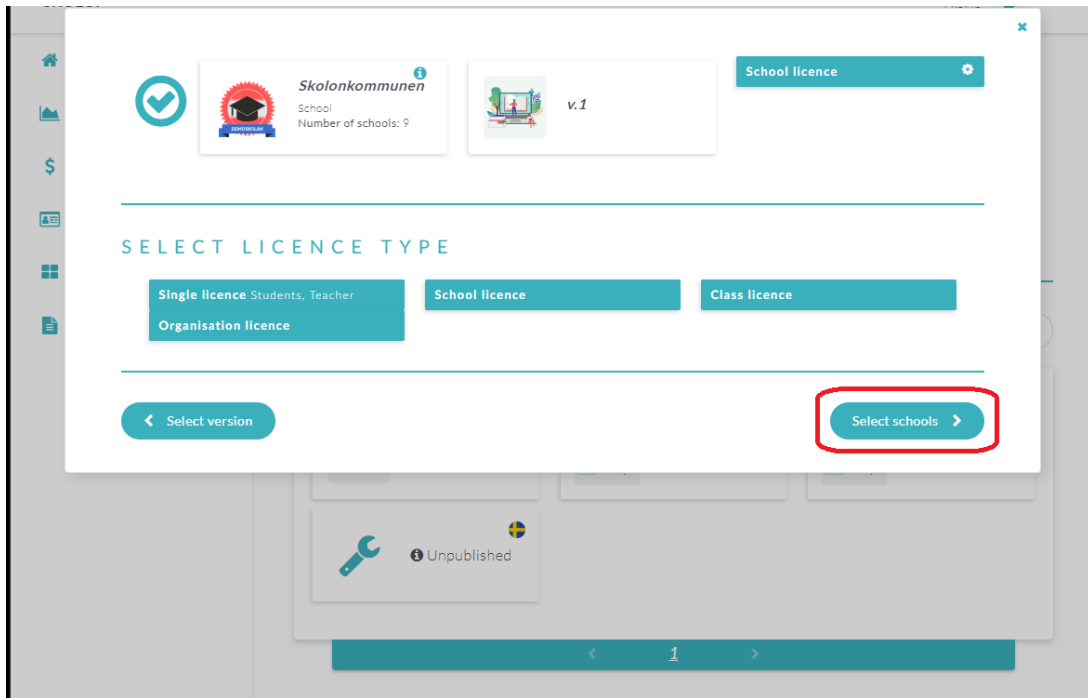 Skolonkommunen
School
Number of schools: 9
v.1
School licence
SELECT LICENCE TYPE
Single licence Students, Teacher
School licence
Class licence
Organisation licence
Select version
Select schools
Unpublished
1